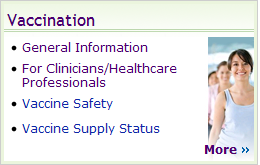 Vaccination
• General Information
• For Clinicians/Healthcare
Professionals
• Vaccine Safety
• Vaccine Supply Status
More »